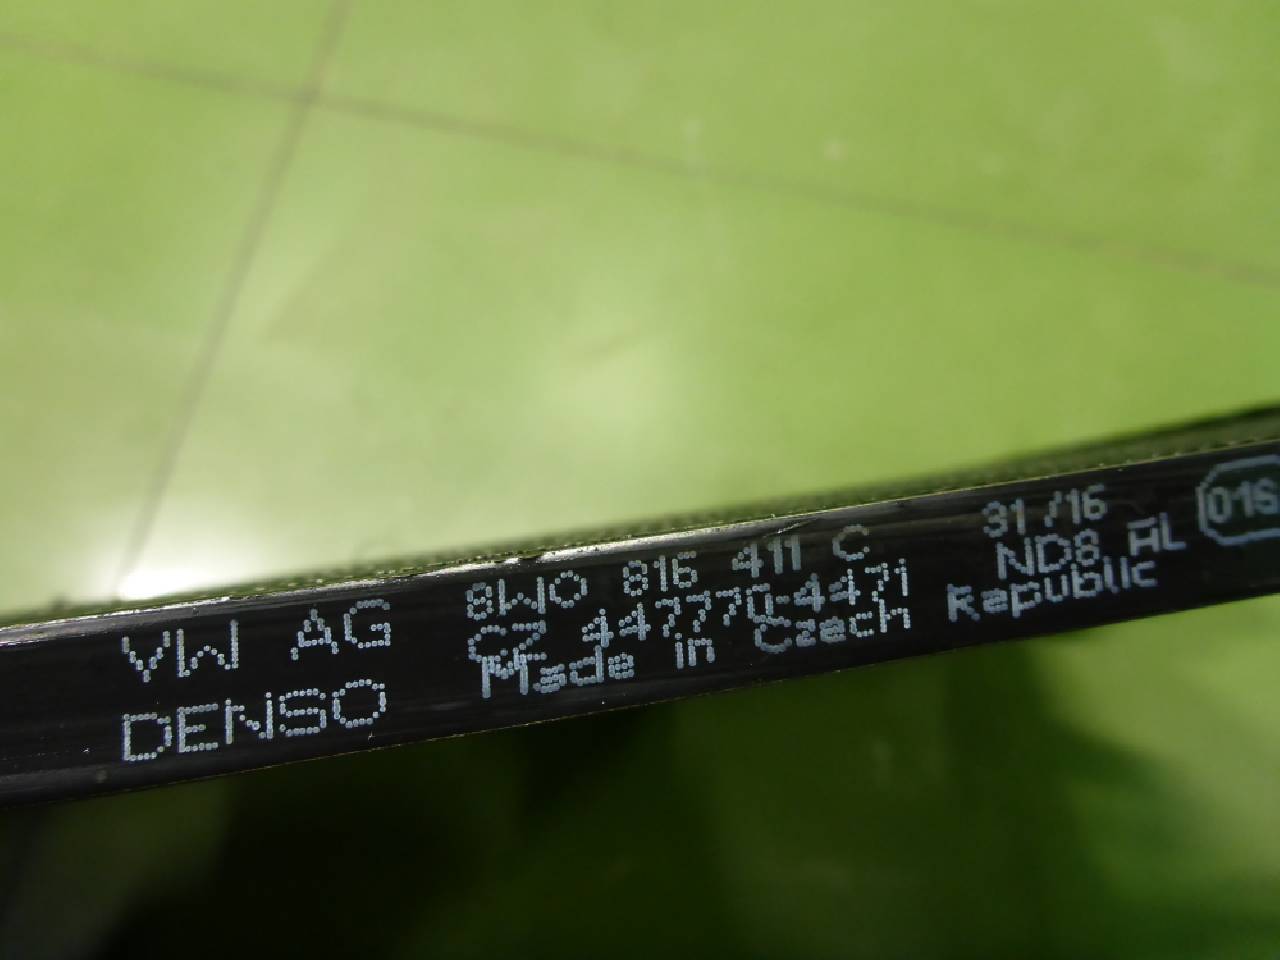 VW AG 8W0 816 411 C 31/16
CZ 447770-4471 ND8 AL
DENSO Made in Czech Republic